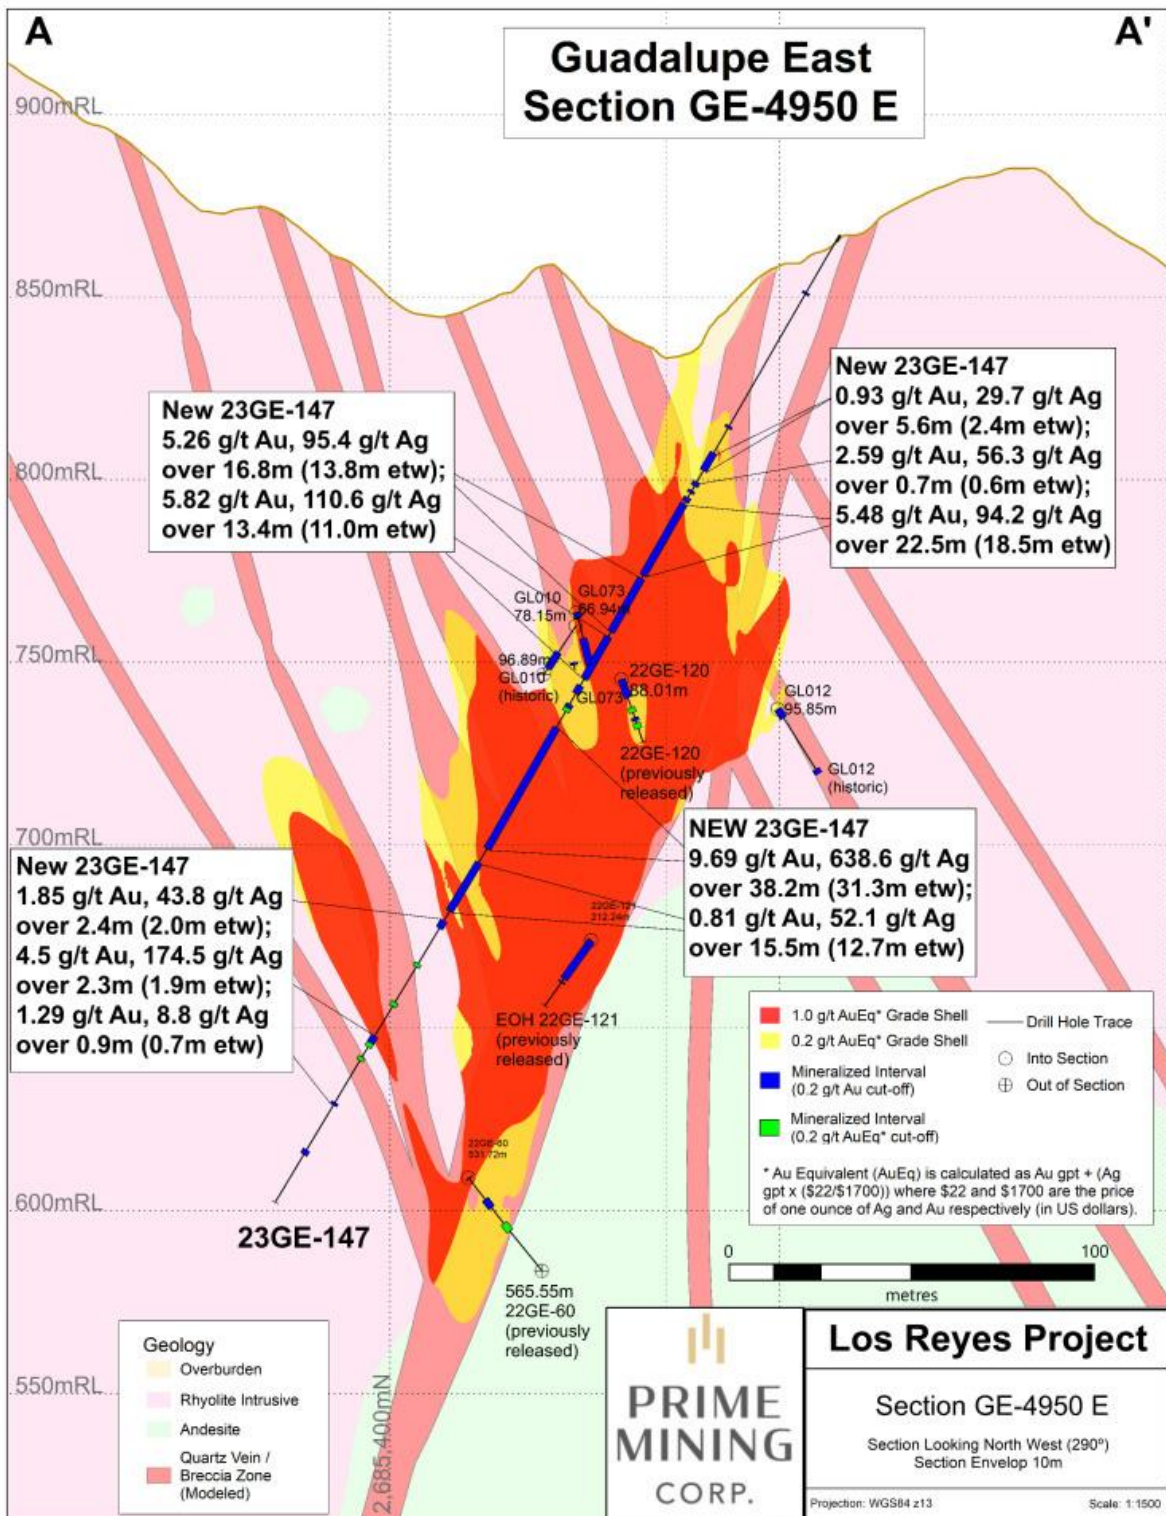 A
A'
Guadalupe East
Section GE-4950 E
900mRL
850mRL
800mRL
750mRL
700mRL
600mRL
550mRL
New 23GE-147
5.26 g/t Au, 95.4 g/t Ag
over 16.8m (13.8m etw);
5.82 g/t Au, 110.6 g/t Ag
over 13.4m (11.0m etw)
New 23GE-147
0.93 g/t Au, 29.7 g/t Ag
over 5.6m (2.4m etw);
2.59 g/t Au, 56.3 g/t Ag
over 0.7m (0.6m etw);
5.48 g/t Au, 94.2 g/t Ag
over 22.5m (18.5m etw)
GL010
78.15m
GL073
66.94m
96.89m
GL010
(historic)
GL073
22GE-120
88.01m
22GE-120
(previously
released)
GL012
95.85m
GL012
(historic)
New 23GE-147
1.85 g/t Au, 43.8 g/t Ag
over 2.4m (2.0m etw);
4.5 g/t Au, 174.5 g/t Ag
over 2.3m (1.9m etw);
1.29 g/t Au, 8.8 g/t Ag
over 0.9m (0.7m etw)
NEW 23GE-147
9.69 g/t Au, 638.6 g/t Ag
over 38.2m (31.3m etw);
0.81 g/t Au, 52.1 g/t Ag
over 15.5m (12.7m etw)
22GE-121
212.24m
EOH 22GE-121
(previously
released)
22GE-60
531.72m
23GE-147
565.55m
22GE-60
(previously
released)
1.0 g/t AuEq* Grade Shell
0.2 g/t AuEq* Grade Shell
Mineralized Interval
(0.2 g/t Au cut-off)
Mineralized Interval
(0.2 g/t AuEq* cut-off)
Drill Hole Trace
Into Section
Out of Section
* Au Equivalent (AuEq) is calculated as Au gpt + (Ag
gpt x ($22/$1700)) where $22 and $1700 are the price
of one ounce of Ag and Au respectively (in US dollars).
0
100
metres
Geology
Overburden
Rhyolite Intrusive
Andesite
Quartz Vein /
Breccia Zone
(Modeled)
2,685,400mN
PRIME
MINING
CORP.
Los Reyes Project
Section GE-4950 E
Section Looking North West (290º)
Section Envelop 10m
Projection: WGS84 z13
Scale: 1:1500